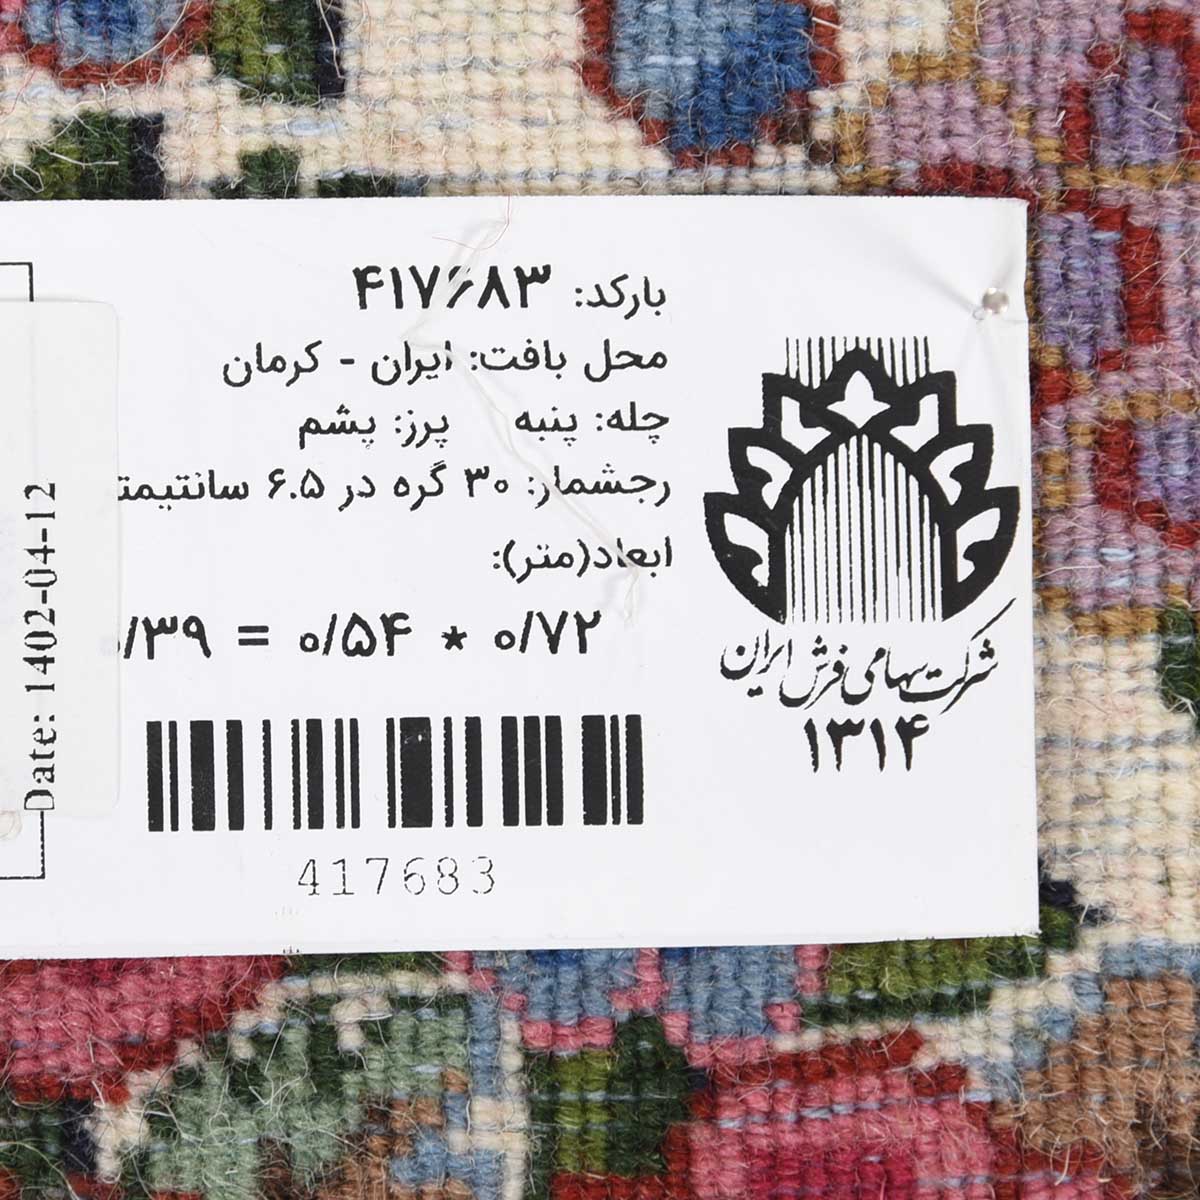 بارکد: ۴۱۷۶۸۳
محل بافت: ایران - کرمان
چله: پنبه پرز: پشم
رجشمار: ۳۰ گره در ۶.۵ سانتیمت
ابعاد(متر):
۰/۷۲ * ۰/۵۴ = ۰/۳۹
417683
شرکت سهامی فرش ایران
۱۳۱۴
Date: 1402-04-12